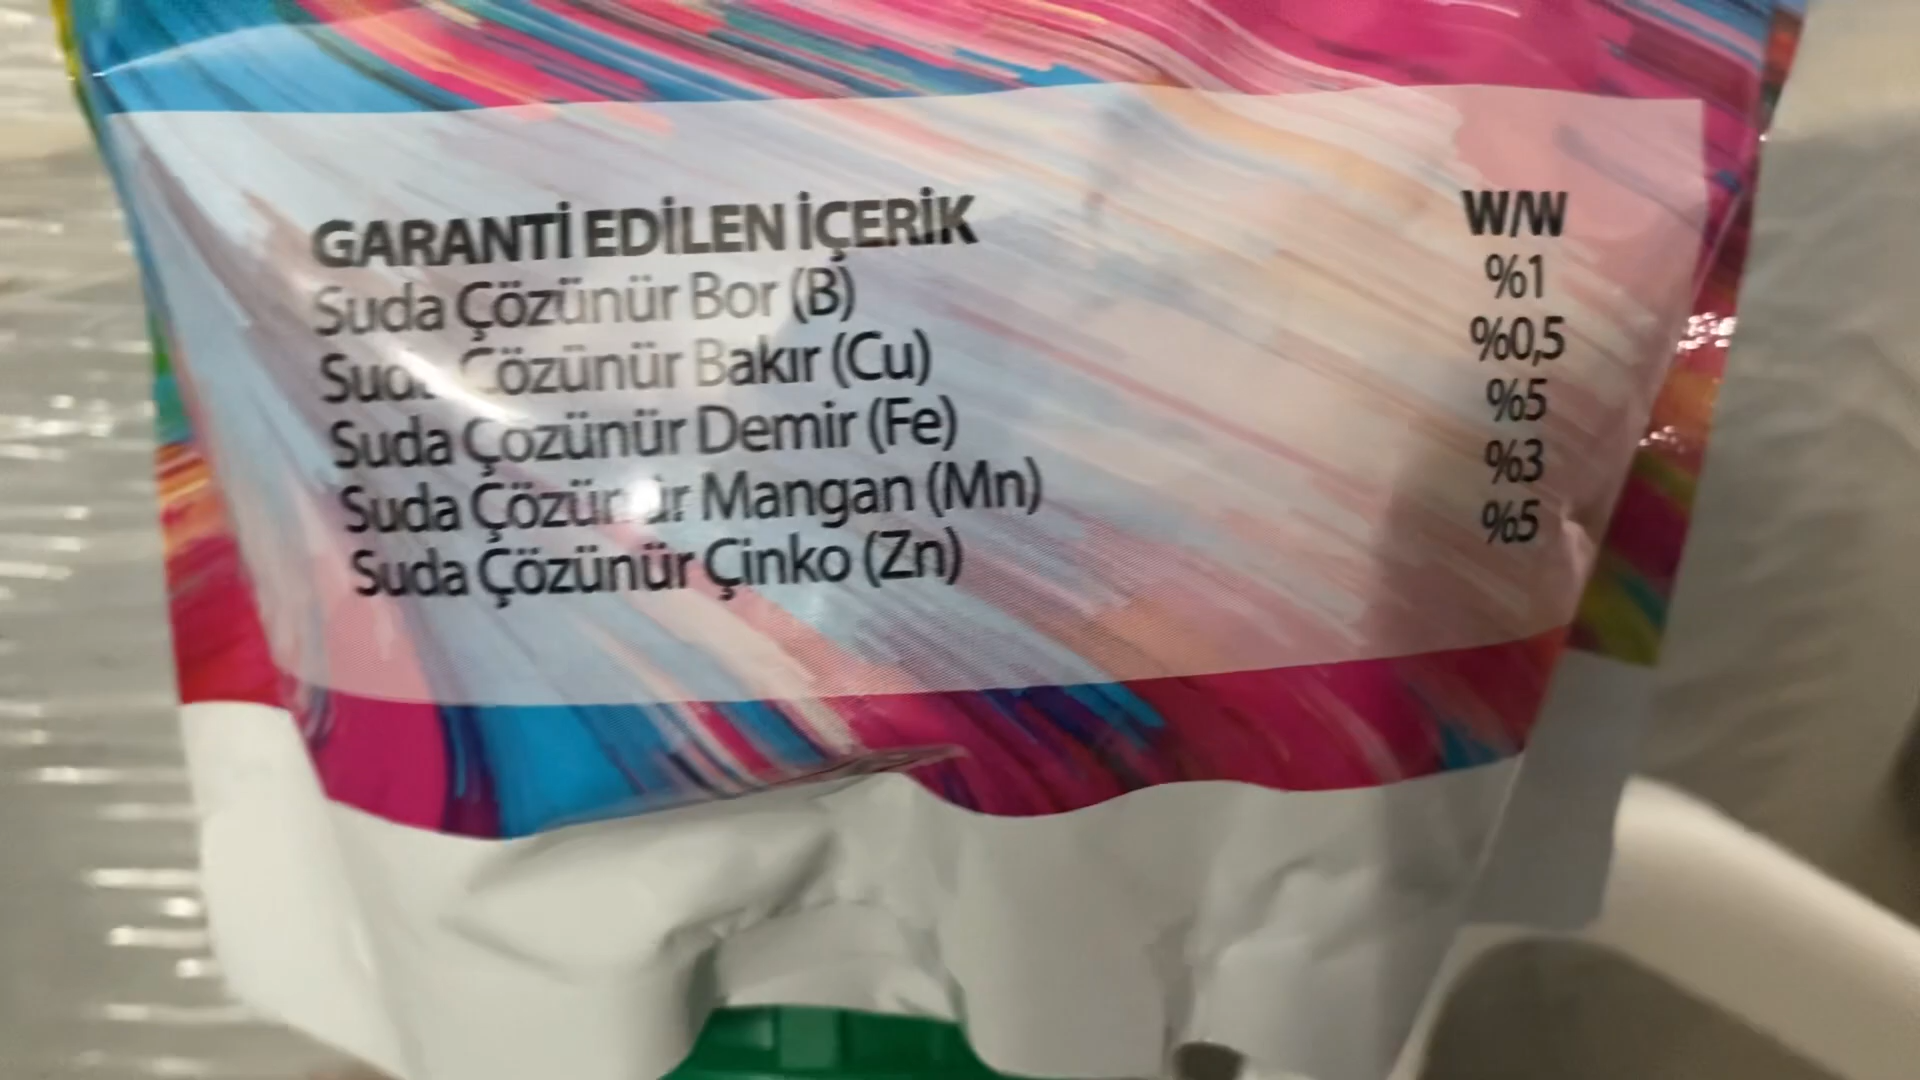 GARANTİ EDİLEN İÇERİK W/W
Suda Çözünür Bor (B) %1
Suda Çözünür Bakır (Cu) %0,5
Suda Çözünür Demir (Fe) %5
Suda Çözünür Mangan (Mn) %3
Suda Çözünür Çinko (Zn) %5